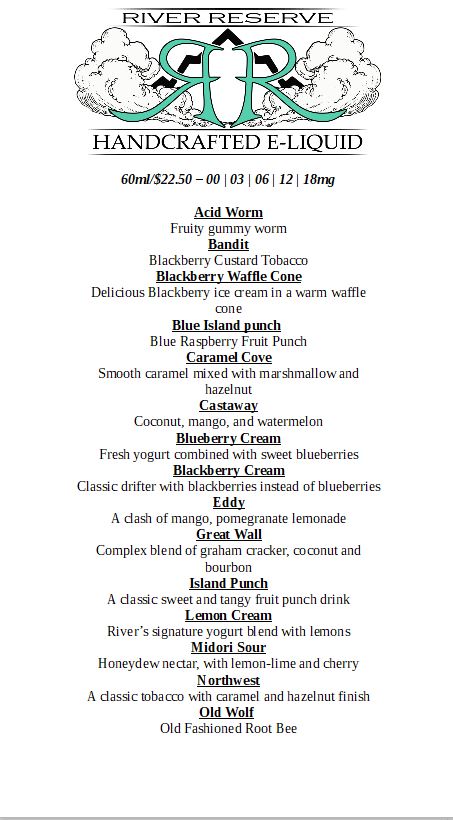 RIVER RESERVE
RR
HANDCRAFTED E-LIQUID
60ml/$22.50 – 00 | 03 | 06 | 12 | 18mg
Acid Worm
Fruity gummy worm
Bandit
Blackberry Custard Tobacco
Blackberry Waffle Cone
Delicious Blackberry ice cream in a warm waffle
cone
Blue Island punch
Blue Raspberry Fruit Punch
Caramel Cove
Smooth caramel mixed with marshmallow and
hazelnut
Castaway
Coconut, mango, and watermelon
Blueberry Cream
Fresh yogurt combined with sweet blueberries
Blackberry Cream
Classic drifter with blackberries instead of blueberries
Eddy
A clash of mango, pomegranate lemonade
Great Wall
Complex blend of graham cracker, coconut and
bourbon
Island Punch
A classic sweet and tangy fruit punch drink
Lemon Cream
River’s signature yogurt blend with lemons
Midori Sour
Honeydew nectar, with lemon-lime and cherry
Northwest
A classic tobacco with caramel and hazelnut finish
Old Wolf
Old Fashioned Root Bee